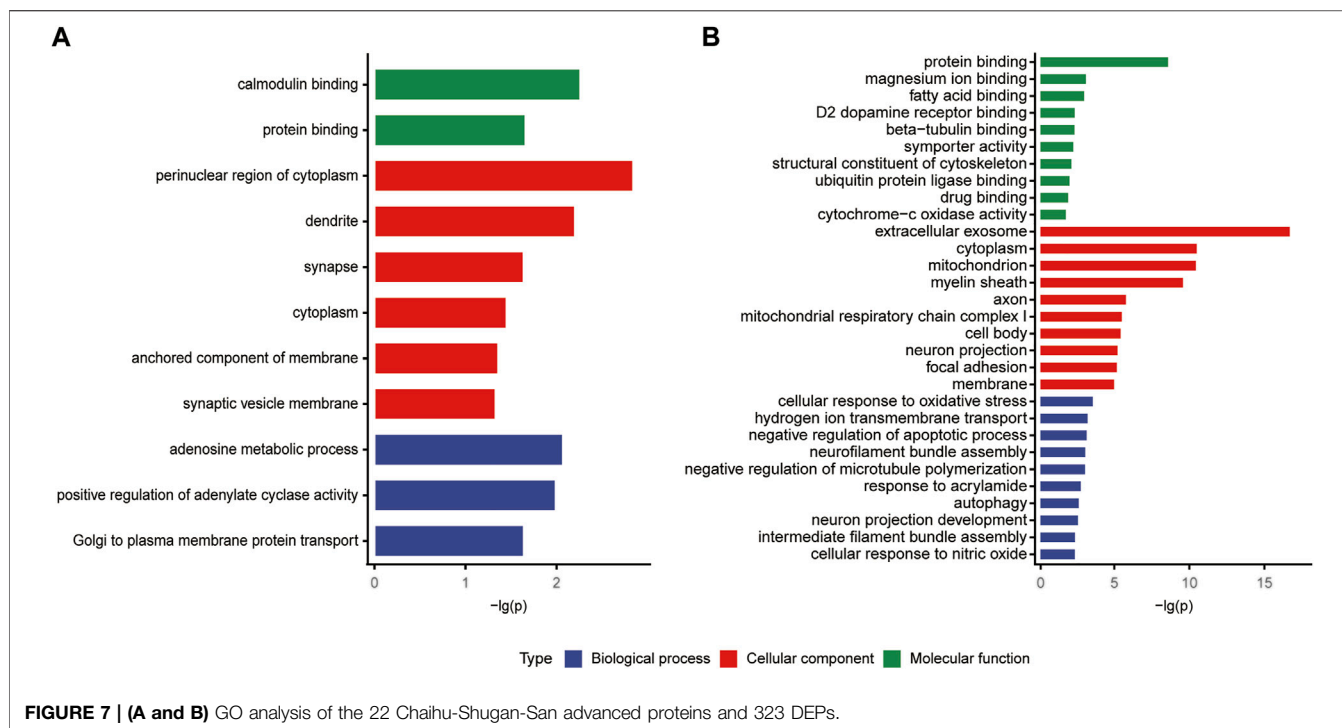 A
calmodulin binding
protein binding
perinuclear region of cytoplasm
dendrite
synapse
cytoplasm
anchored component of membrane
synaptic vesicle membrane
adenosine metabolic process
positive regulation of adenylate cyclase activity
Golgi to plasma membrane protein transport
0 1 2
−lg(p)
B
protein binding
magnesium ion binding
fatty acid binding
D2 dopamine receptor binding
beta−tubulin binding
symporter activity
structural constituent of cytoskeleton
ubiquitin protein ligase binding
drug binding
cytochrome−c oxidase activity
extracellular exosome
cytoplasm
mitochondrion
myelin sheath
axon
mitochondrial respiratory chain complex I
cell body
neuron projection
focal adhesion
membrane
cellular response to oxidative stress
hydrogen ion transmembrane transport
negative regulation of apoptotic process
neurofilament bundle assembly
negative regulation of microtubule polymerization
response to acrylamide
autophagy
neuron projection development
intermediate filament bundle assembly
cellular response to nitric oxide
0 5 10 15
−lg(p)
Type Biological process Cellular component Molecular function
FIGURE 7 | (A and B) GO analysis of the 22 Chaihu-Shugan-San advanced proteins and 323 DEPs.